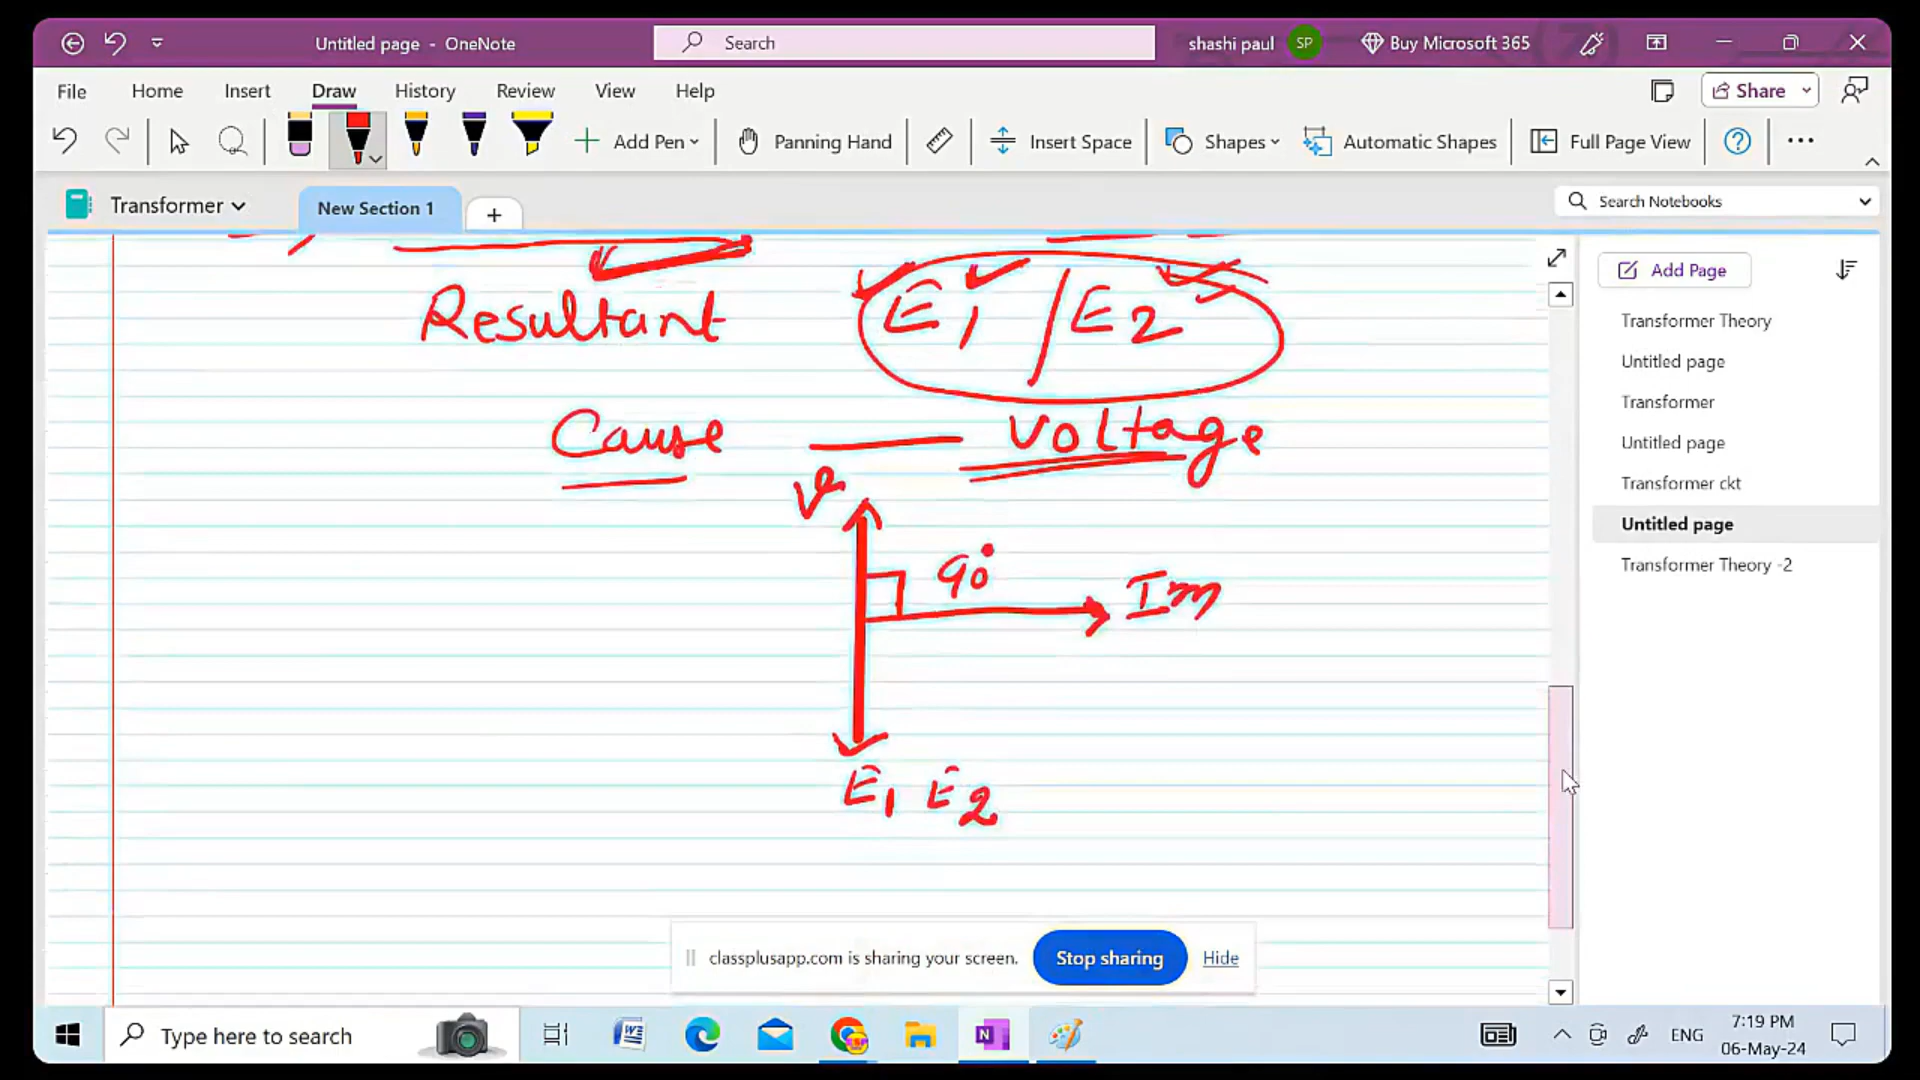 Untitled page - OneNote
Search
shashi paul
SP
Buy Microsoft 365
File Home Insert Draw History Review View Help
Share
Add Pen
Panning Hand
Insert Space
Shapes
Automatic Shapes
Full Page View
Transformer
New Section 1
Search Notebooks
Add Page
Transformer Theory
Untitled page
Transformer
Untitled page
Transformer ckt
Untitled page
Transformer Theory -2
Resultant E1 / E2
Cause — Voltage
V
90°
Im
E1 E2
classplusapp.com is sharing your screen.
Stop sharing
Hide
Type here to search
ENG
7:19 PM
06-May-24